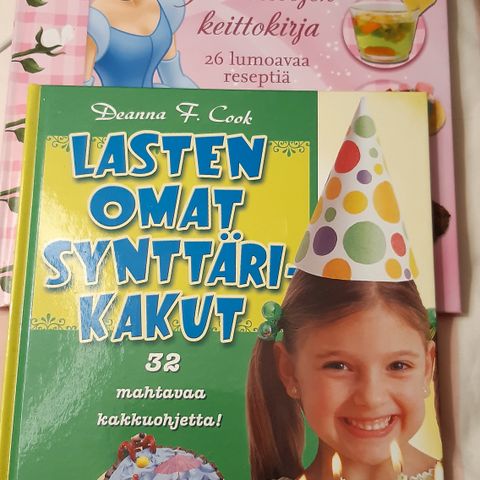 keittokirja
26 lumoavaa
reseptiä
Deanna F. Cook
LASTEN
OMAT
SYNTTÄRI-
KAKUT
32
mahtavaa
kakkuohjetta!